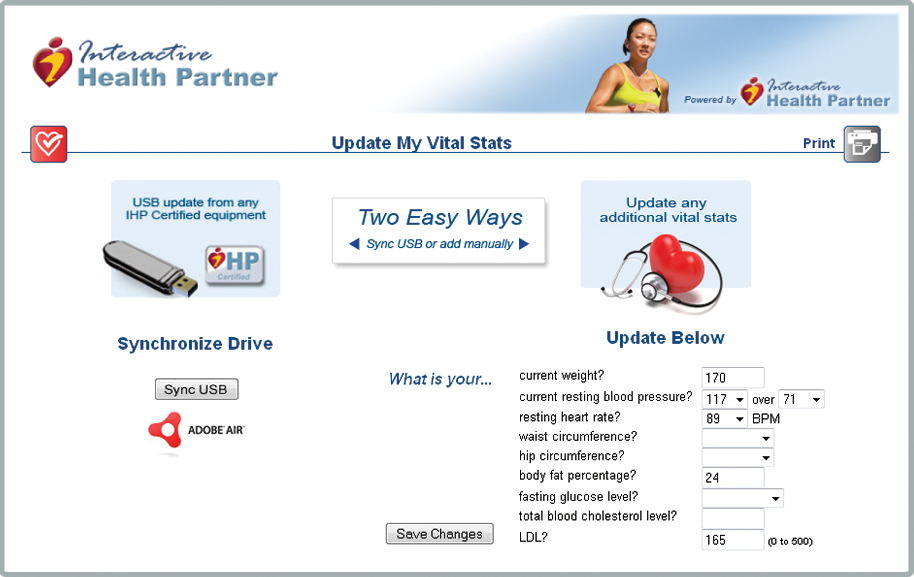 Interactive
Health Partner
Powered by
Interactive
Health Partner
Update My Vital Stats
Print
USB update from any
IHP Certified equipment
HP
Certified
Two Easy Ways
Sync USB or add manually
Update any
additional vital stats
Synchronize Drive
Sync USB
ADOBE® AIR™
Update Below
What is your...
current weight? 170
current resting blood pressure? 117 over 71
resting heart rate? 89 BPM
waist circumference?
hip circumference?
body fat percentage? 24
fasting glucose level?
total blood cholesterol level?
LDL? 165 (0 to 500)
Save Changes